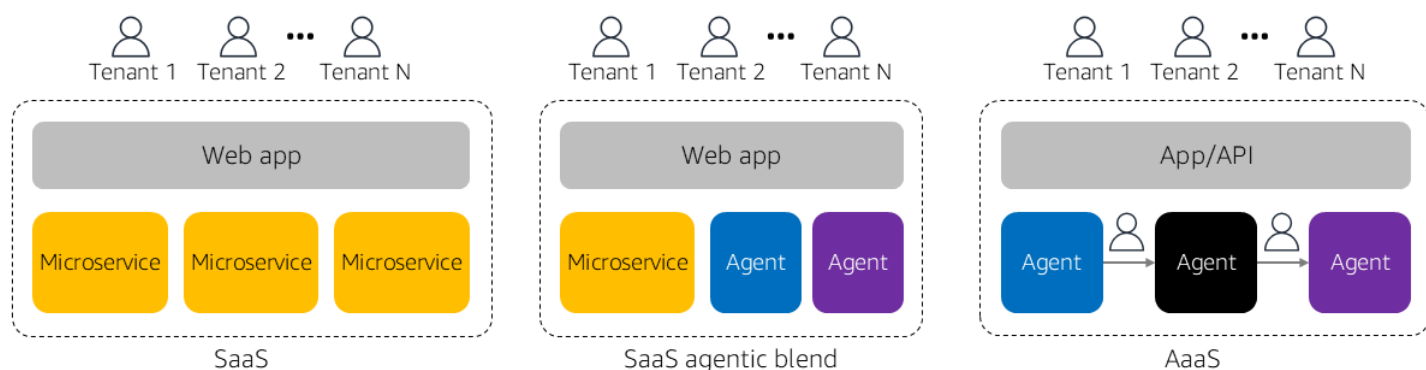 Tenant 1 Tenant 2 ... Tenant N
Web app
Microservice Microservice Microservice
SaaS
Tenant 1 Tenant 2 ... Tenant N
Web app
Microservice Agent Agent
SaaS agentic blend
Tenant 1 Tenant 2 ... Tenant N
App/API
Agent Agent Agent
AaaS